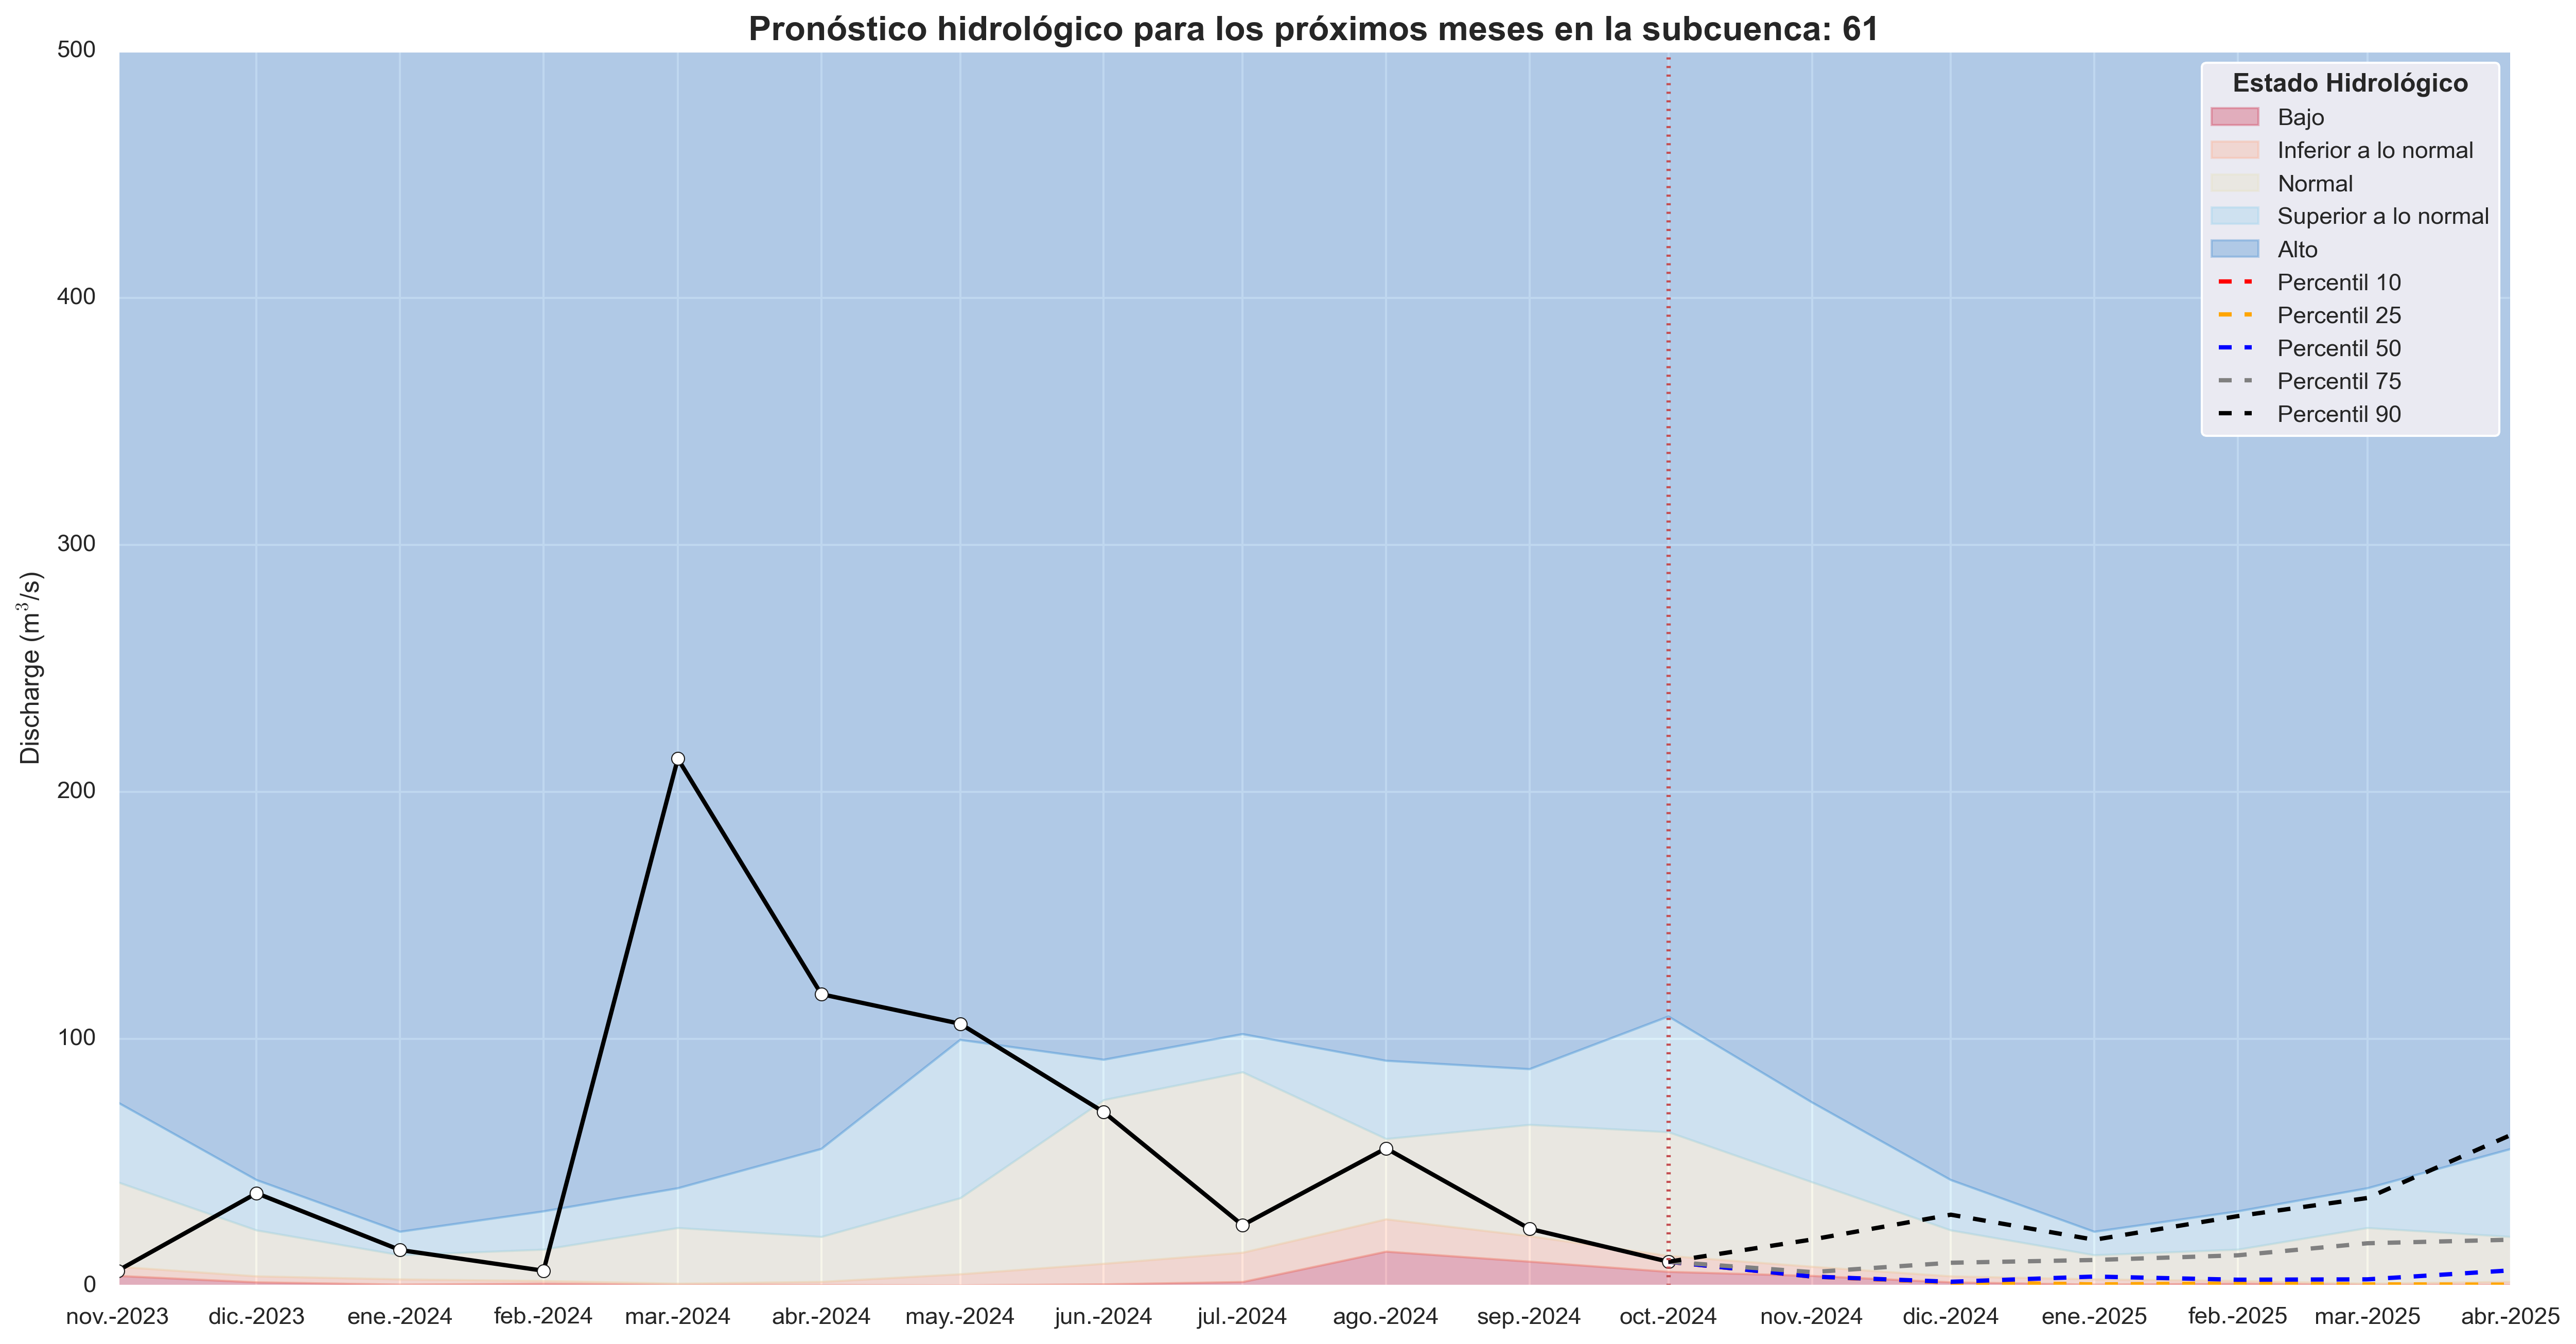 Pronóstico hidrológico para los próximos meses en la subcuenca: 61
500
400
300
200
100
0
Discharge (m³/s)
Estado Hidrológico
Bajo
Inferior a lo normal
Normal
Superior a lo normal
Alto
Percentil 10
Percentil 25
Percentil 50
Percentil 75
Percentil 90
nov.-2023 dic.-2023 ene.-2024 feb.-2024 mar.-2024 abr.-2024 may.-2024 jun.-2024 jul.-2024 ago.-2024 sep.-2024 oct.-2024 nov.-2024 dic.-2024 ene.-2025 feb.-2025 mar.-2025 abr.-2025